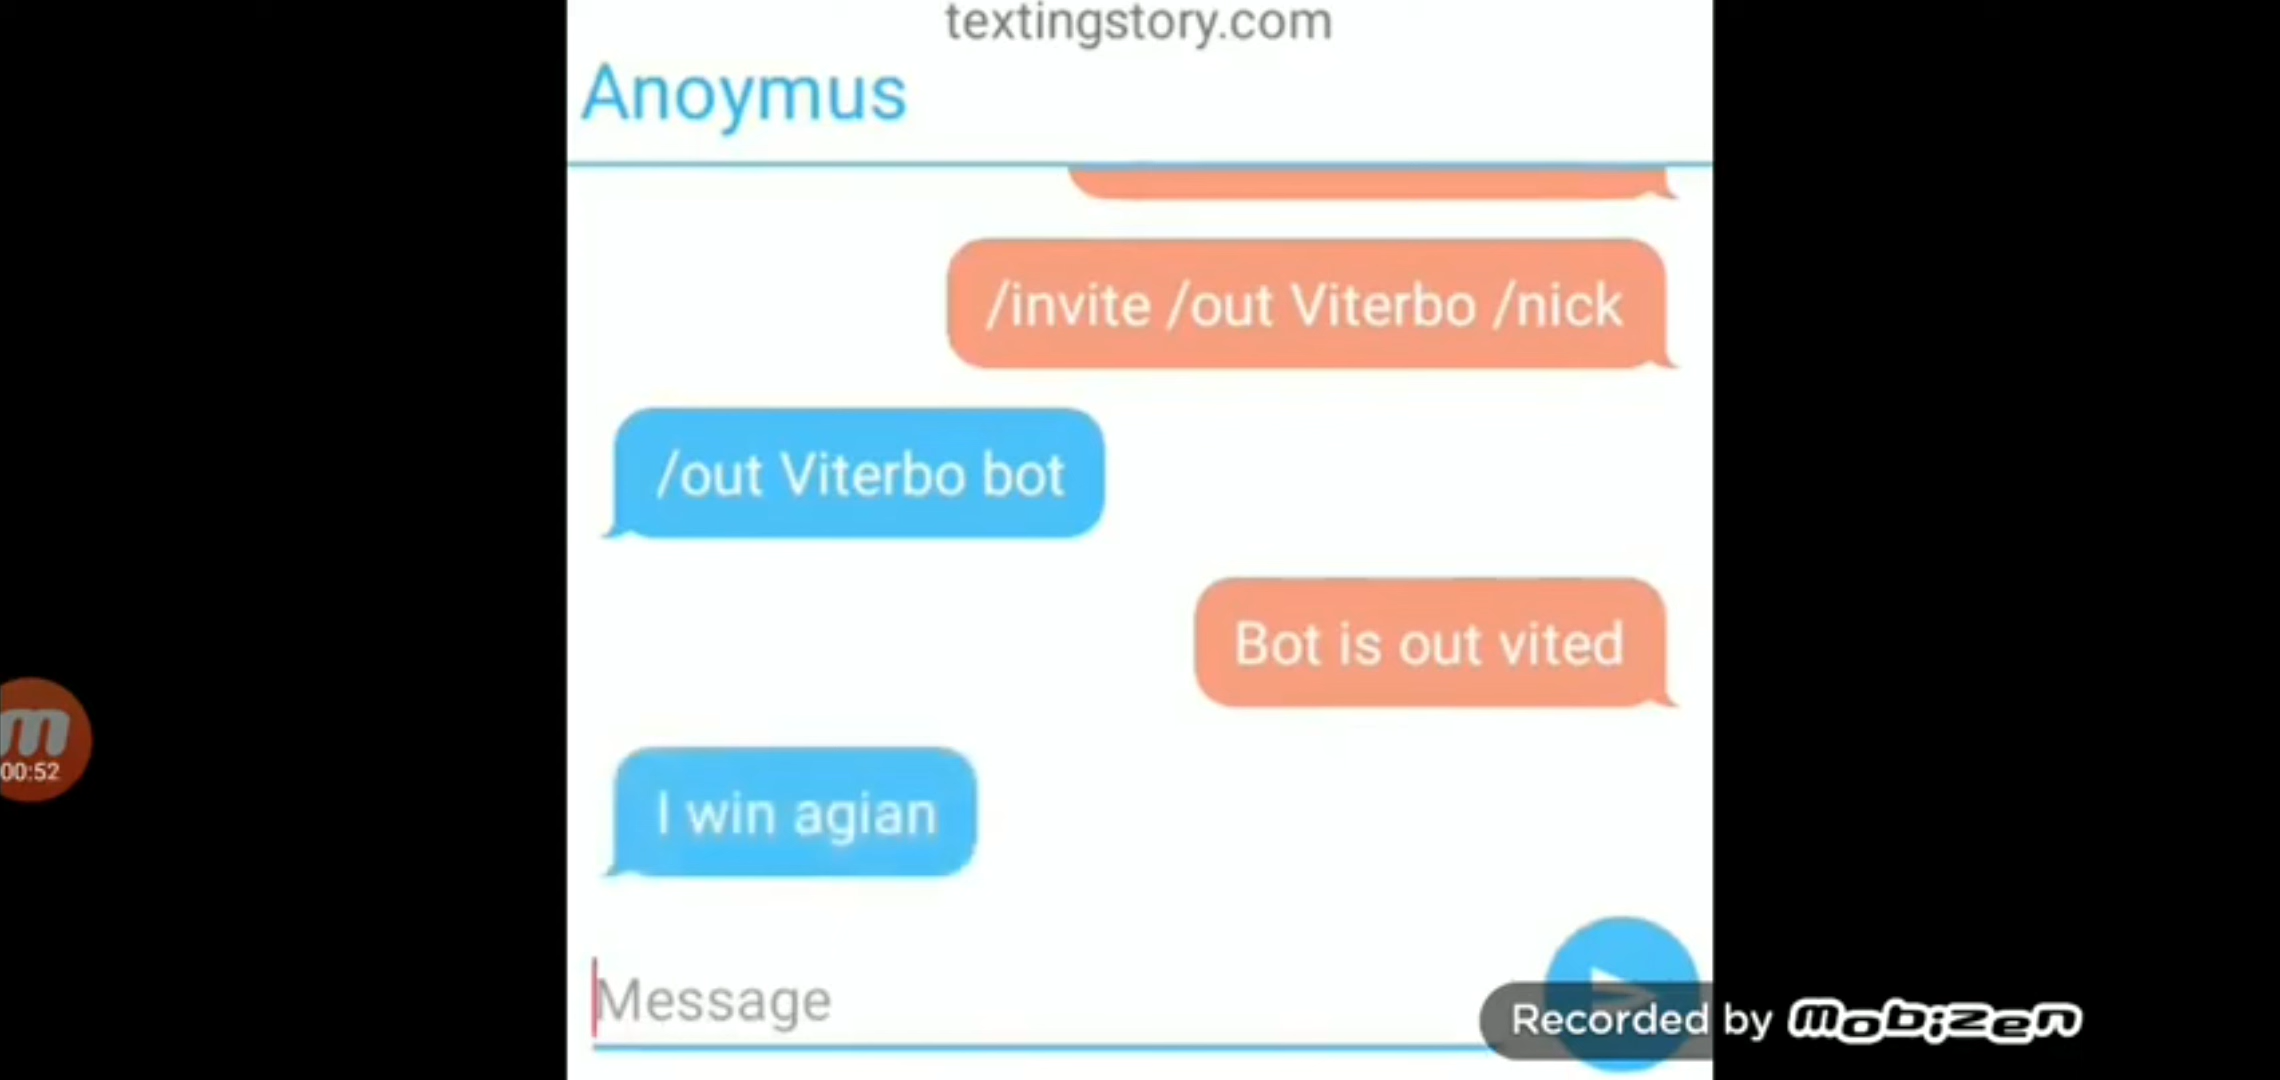 textingstory.com
Anoymus
/invite /out Viterbo /nick
/out Viterbo bot
Bot is out vited
I win agian
Message
m
00:52
Recorded by mobizen